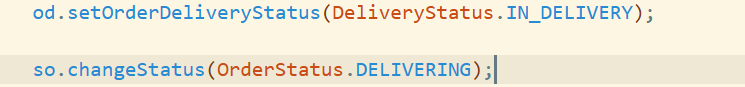 od.setOrderDeliveryStatus(DeliveryStatus.IN_DELIVERY);
so.changeStatus(OrderStatus.DELIVERING);